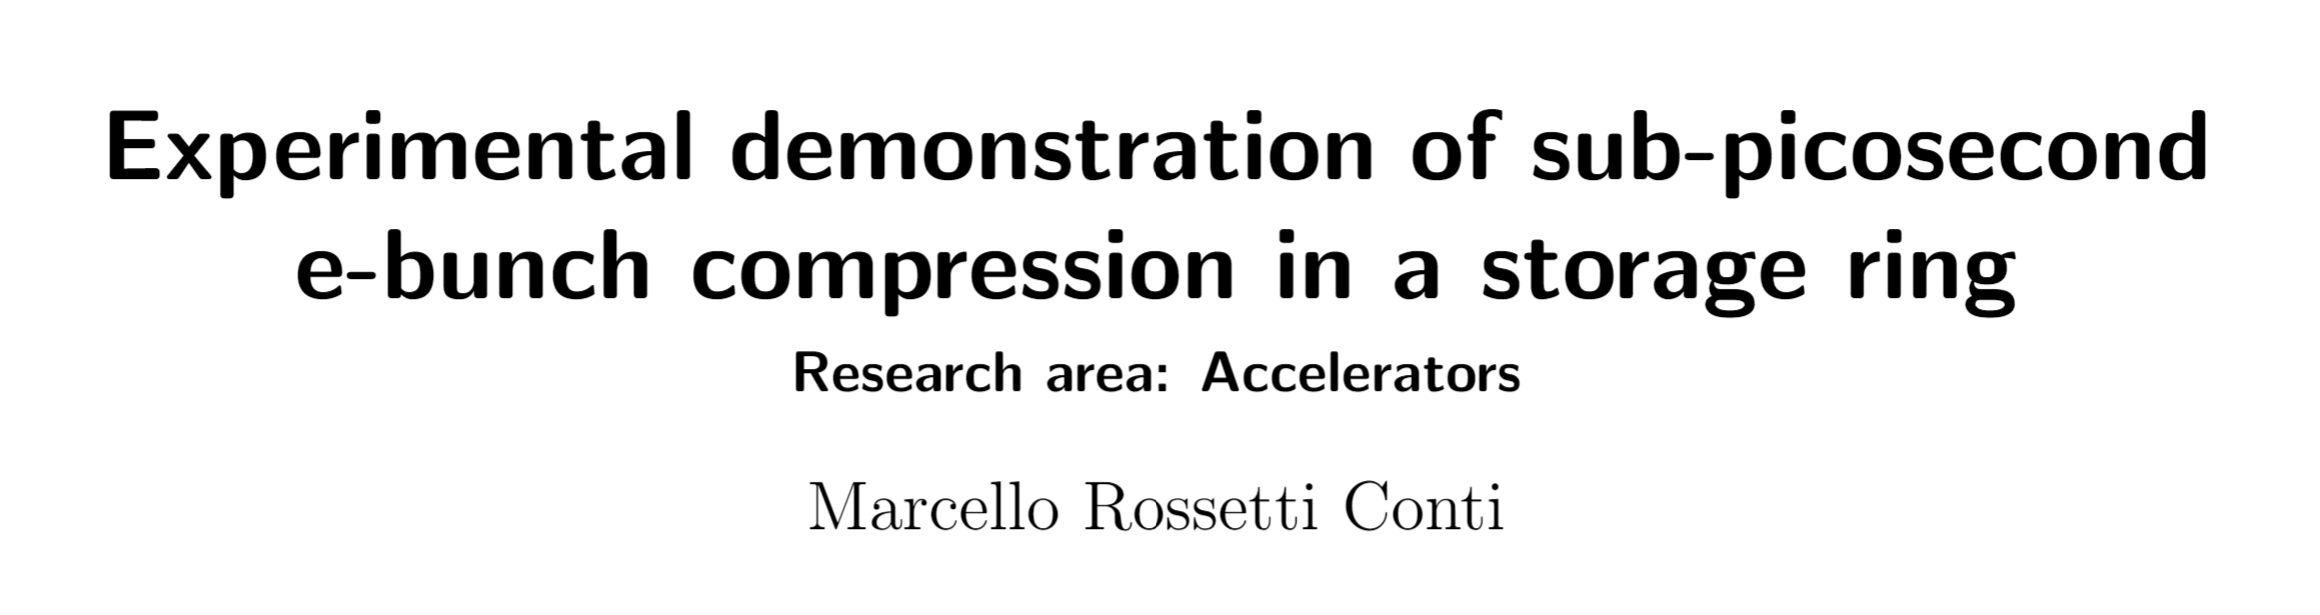 Experimental demonstration of sub-picosecond
e-bunch compression in a storage ring
Research area: Accelerators
Marcello Rossetti Conti